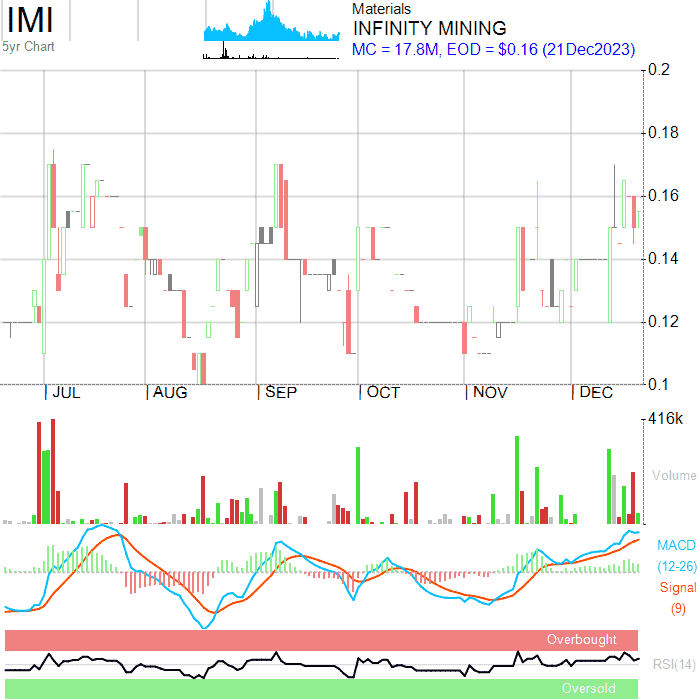 IMI
5yr Chart
Materials
INFINITY MINING
MC = 17.8M, EOD = $0.16 (21Dec2023)
0.2
0.18
0.16
0.14
0.12
0.1
JUL AUG SEP OCT NOV DEC
416k
Volume
MACD
(12-26)
Signal
(9)
Overbought
RSI(14)
Oversold